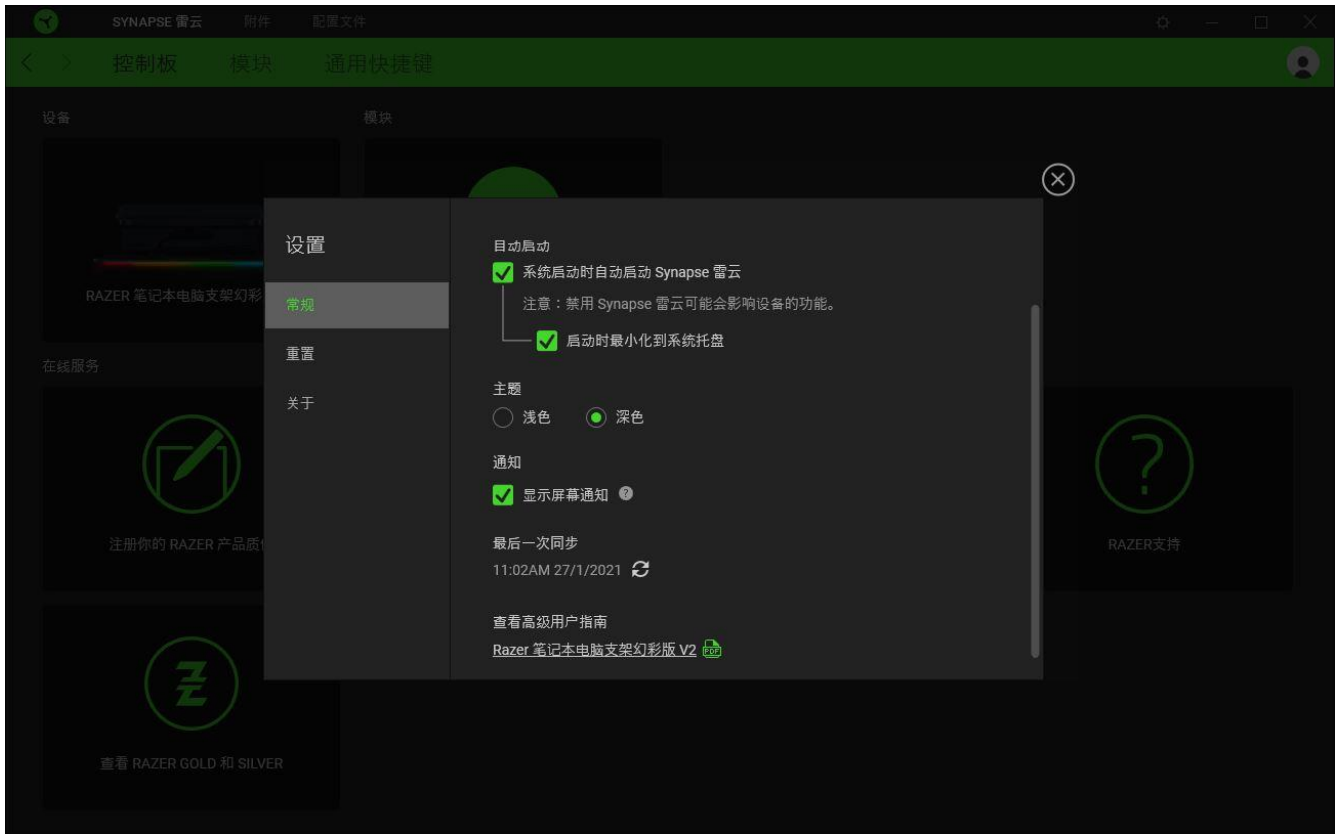 SYNAPSE 雷云
附件
配置文件
控制板
模块
通用快捷键
设备
模块
RAZER 笔记本电脑支架幻彩
在线服务
注册你的 RAZER 产品质
查看 RAZER GOLD 和 SILVER
RAZER支持
设置
常规
重置
关于
自动启动
系统启动时自动启动 Synapse 雷云
注意：禁用 Synapse 雷云可能会影响设备的功能。
启动时最小化到系统托盘
主题
浅色
深色
通知
显示屏幕通知
最后一次同步
11:02AM 27/1/2021
查看高级用户指南
Razer 笔记本电脑支架幻彩版 V2
PDF